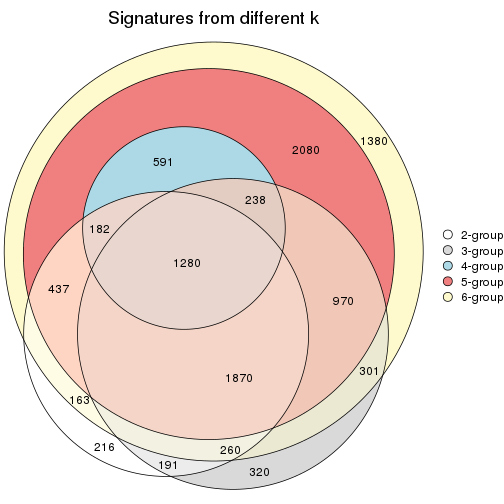 Signatures from different k
1380
2080
591
238
182
1280
437
970
1870
301
163
216
260
191
320
2-group
3-group
4-group
5-group
6-group